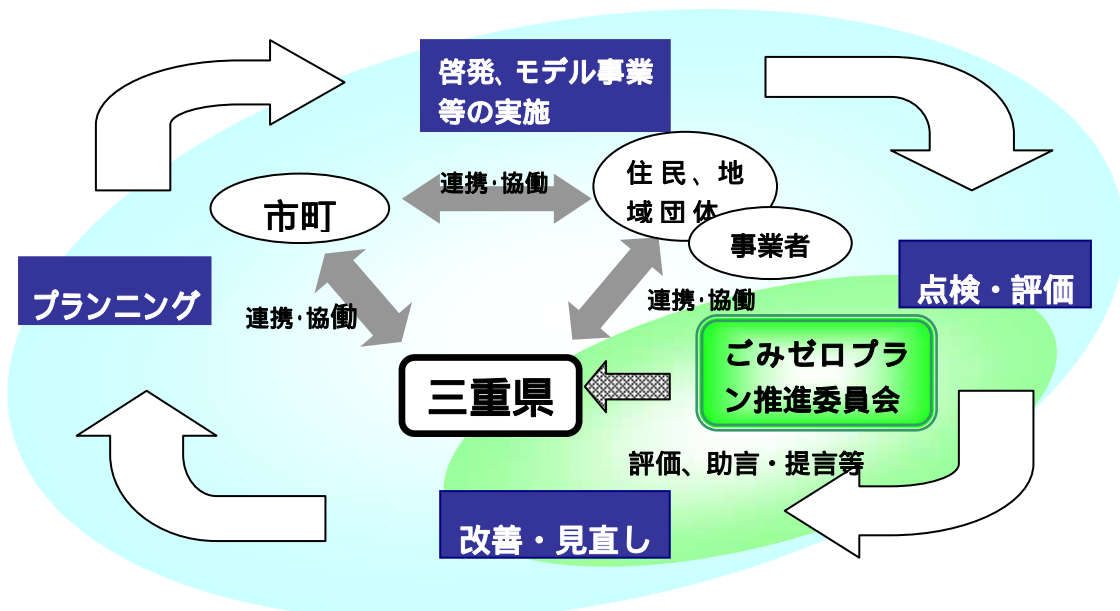 啓発、モデル事業
等の実施
連携・協働
住民、地
域団体
市町
事業者
プランニング
点検・評価
連携・協働
連携・協働
ごみゼロプラ
ン推進委員会
三重県
評価、助言・提言等
改善・見直し